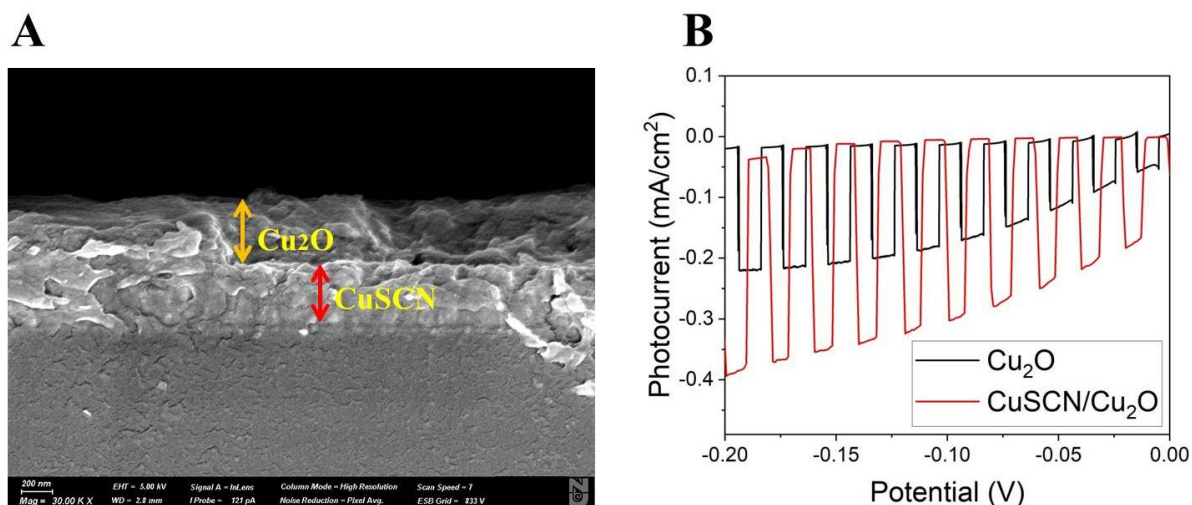 A
B
Cu₂O
CuSCN
200 nm
Mag = 30.00 K X
EHT = 5.00 kV
WD = 2.8 mm
Signal A = InLens
I Probe = 121 pA
Column Mode = High Resolution
Noise Reduction = Pixel Avg.
Scan Speed = 7
ESB Grid = 833 V
Photocurrent (mA/cm²)
0.1
0.0
-0.1
-0.2
-0.3
-0.4
Cu₂O
CuSCN/Cu₂O
-0.20
-0.15
-0.10
-0.05
0.00
Potential (V)